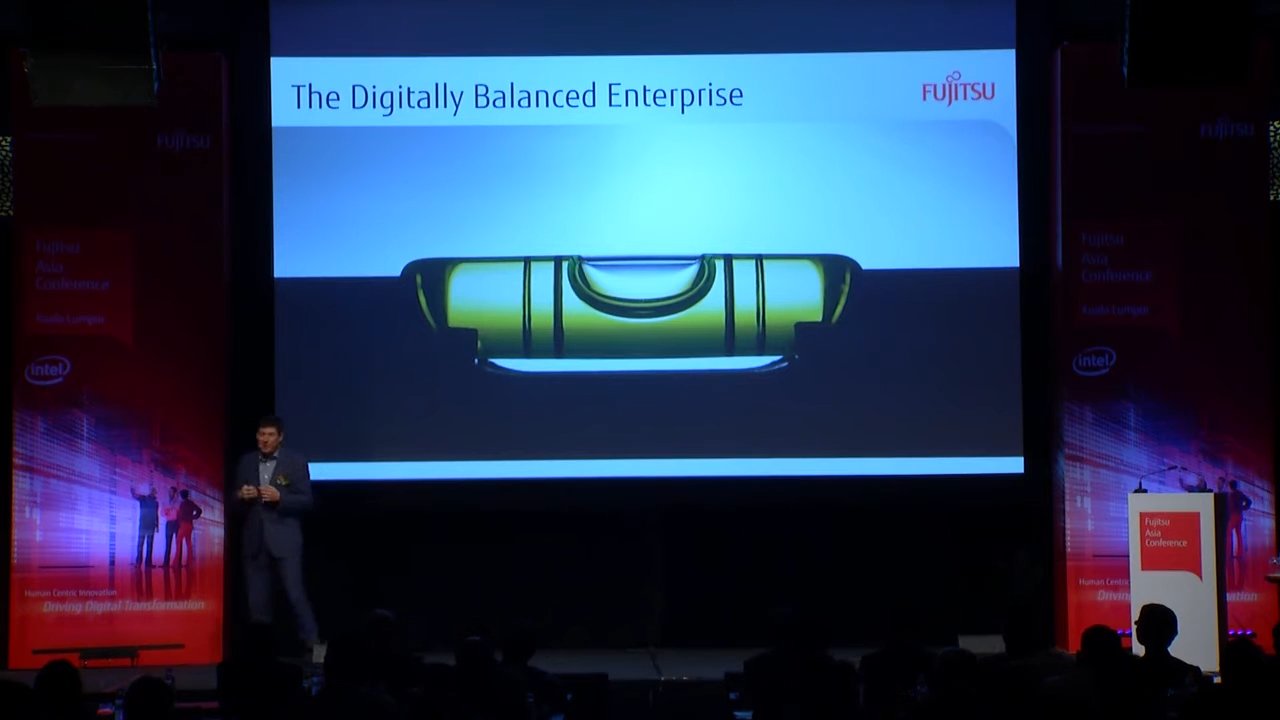 The Digitally Balanced Enterprise
FUJITSU
FUJITSU
Fujitsu
Asia
Conference
Kuala Lumpur
intel
Human Centric Innovation
Driving Digital Transformation
FUJITSU
Fujitsu
Asia
Conference
Kuala Lumpur
intel
Human Centric
Fujitsu
Asia
Conference